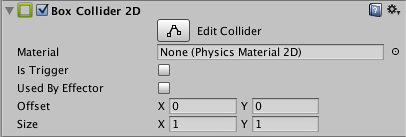 Box Collider 2D
Edit Collider
Material None (Physics Material 2D)
Is Trigger
Used By Effector
Offset X 0 Y 0
Size X 1 Y 1